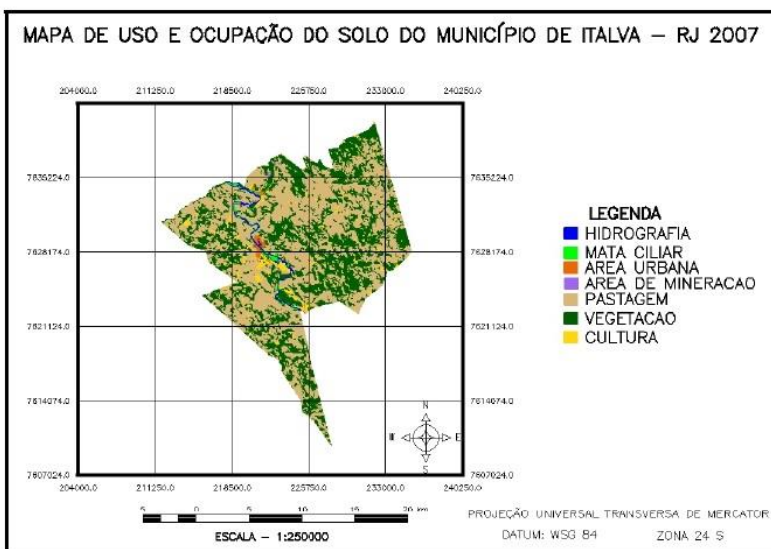 MAPA DE USO E OCUPAÇÃO DO SOLO DO MUNICÍPIO DE ITALVA – RJ 2007
204000.0 211250.0 218500.0 225750.0 233000.0 240250.0
7635224.0 7635224.0
LEGENDA
HIDROGRAFIA
7628174.0 7628174.0
MATA CILIAR
AREA URBANA
AREA DE MINERACAO
PASTAGEM
VEGETACAO
7621124.0 7621124.0
CULTURA
7614074.0 7614074.0
N
W E
S
7607024.0 7607024.0
204000.0 211250.0 218500.0 225750.0 233000.0 240250.0
5 0 5 10 15 20 km
ESCALA – 1:250000
PROJEÇÃO UNIVERSAL TRANSVERSA DE MERCATOR
DATUM: WSG 84 ZONA 24 S